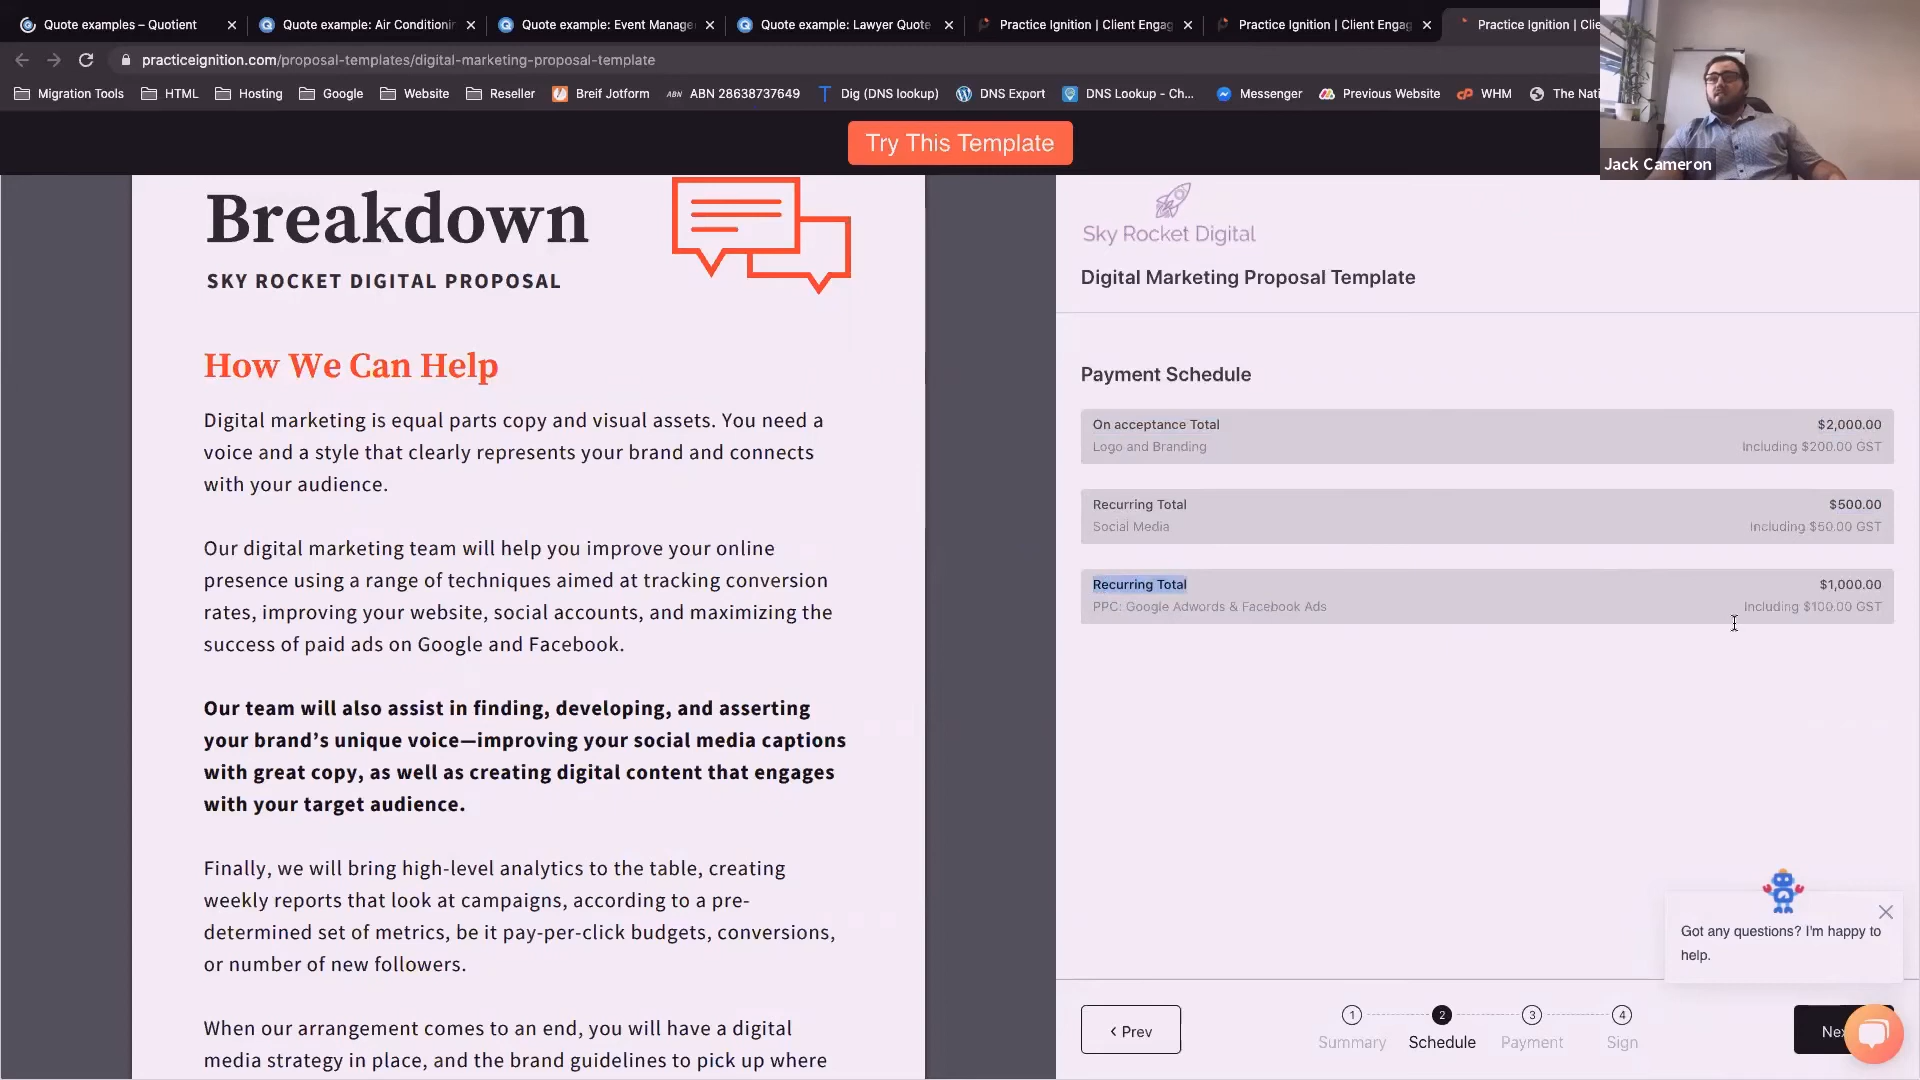 Quote examples – Quotient
Quote example: Air Conditionin
Quote example: Event Manage
Quote example: Lawyer Quote
Practice Ignition | Client Engag
Practice Ignition | Client Engag
Practice Ignition | Clie
practiceignition.com/proposal-templates/digital-marketing-proposal-template
Migration Tools
HTML
Hosting
Google
Website
Reseller
Breif Jotform
ABN 28638737649
Dig (DNS lookup)
DNS Export
DNS Lookup - Ch...
Messenger
Previous Website
WHM
The Nati
Jack Cameron
Try This Template
Breakdown
SKY ROCKET DIGITAL PROPOSAL
How We Can Help
Digital marketing is equal parts copy and visual assets. You need a
voice and a style that clearly represents your brand and connects
with your audience.
Our digital marketing team will help you improve your online
presence using a range of techniques aimed at tracking conversion
rates, improving your website, social accounts, and maximizing the
success of paid ads on Google and Facebook.
Our team will also assist in finding, developing, and asserting
your brand’s unique voice—improving your social media captions
with great copy, as well as creating digital content that engages
with your target audience.
Finally, we will bring high-level analytics to the table, creating
weekly reports that look at campaigns, according to a pre-
determined set of metrics, be it pay-per-click budgets, conversions,
or number of new followers.
When our arrangement comes to an end, you will have a digital
media strategy in place, and the brand guidelines to pick up where
Sky Rocket Digital
Digital Marketing Proposal Template
Payment Schedule
On acceptance Total $2,000.00
Logo and Branding Including $200.00 GST
Recurring Total $500.00
Social Media Including $50.00 GST
Recurring Total $1,000.00
PPC: Google Adwords & Facebook Ads Including $100.00 GST
Got any questions? I'm happy to
help.
‹ Prev
1 2 3 4
Summary Schedule Payment Sign
Nex